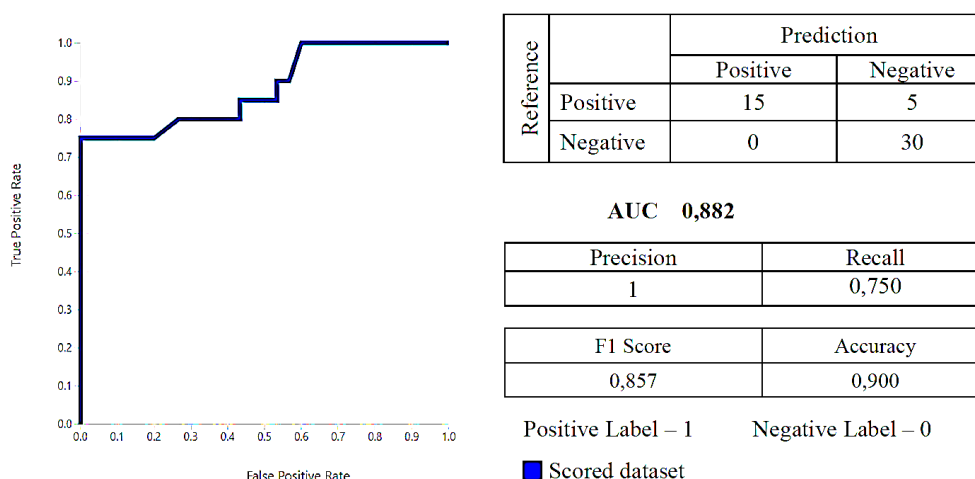 True Positive Rate
1.0
0.9
0.8
0.7
0.6
0.5
0.4
0.3
0.2
0.1
0.0
0.0 0.1 0.2 0.3 0.4 0.5 0.6 0.7 0.8 0.9 1.0
False Positive Rate
Reference
Prediction
Positive Negative
Positive 15 5
Negative 0 30
AUC 0,882
Precision Recall
1 0,750
F1 Score Accuracy
0,857 0,900
Positive Label – 1 Negative Label – 0
Scored dataset